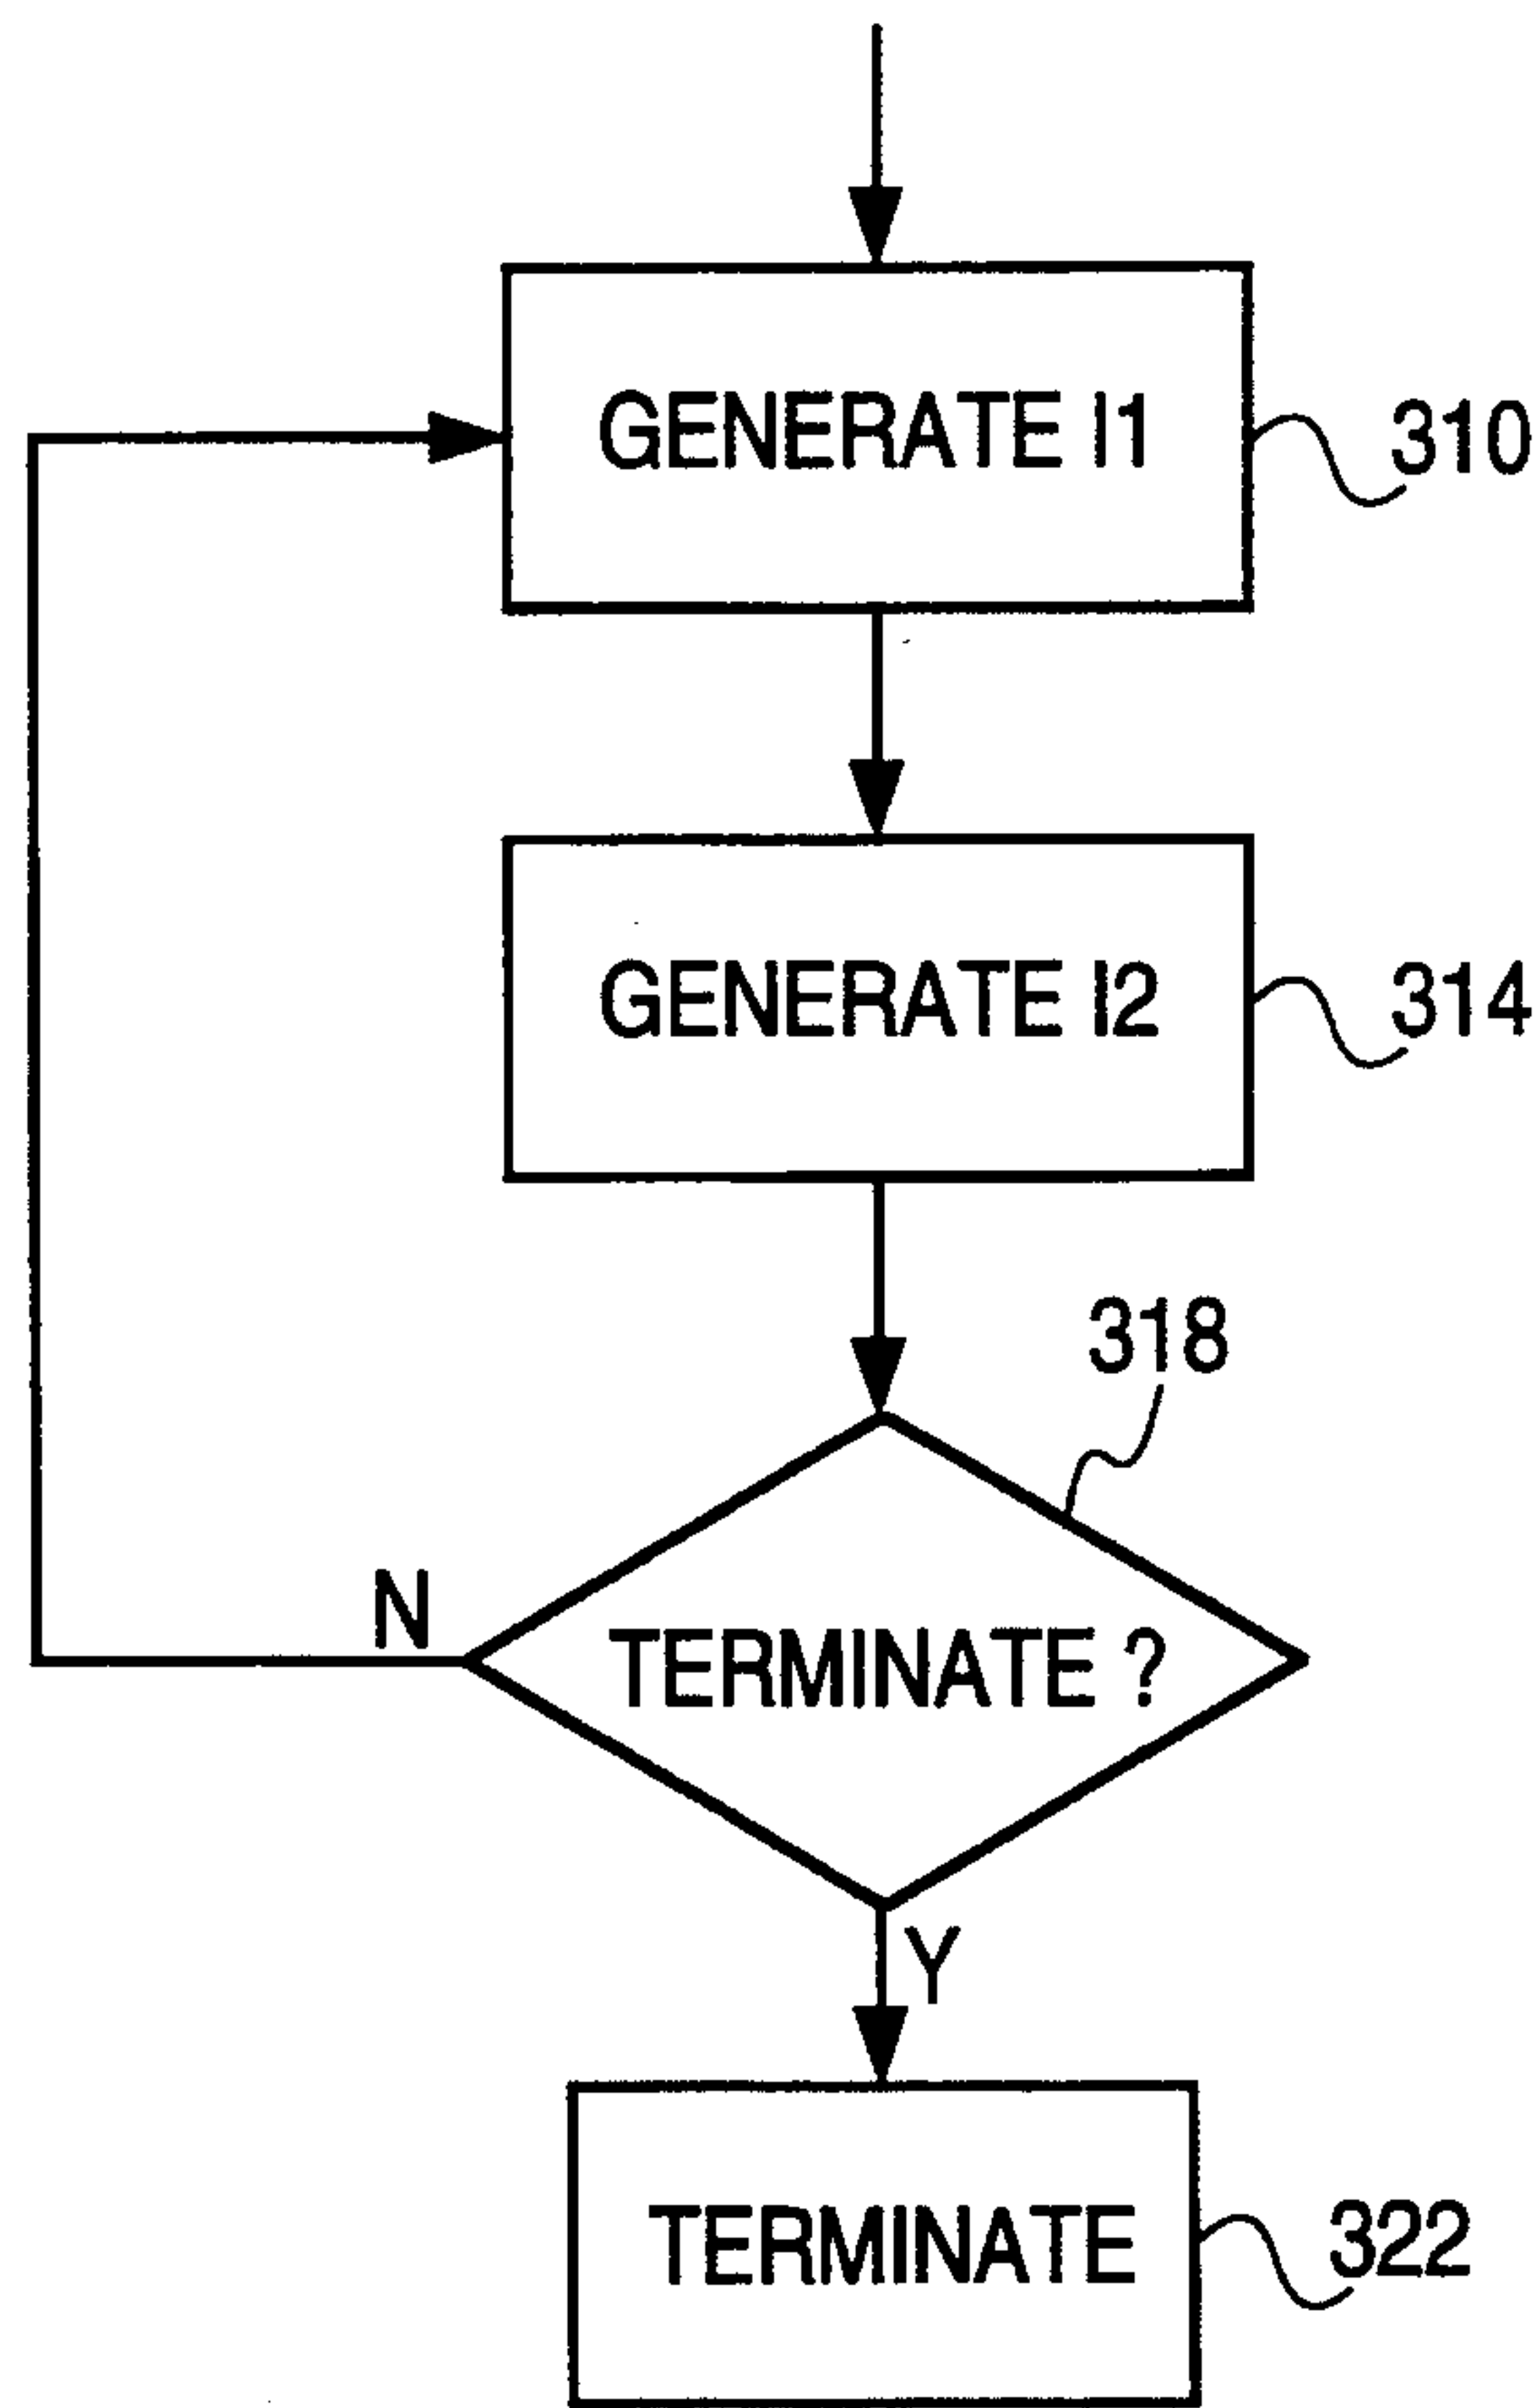 GENERATE I1
310
GENERATE I2
314
318
N
TERMINATE ?
Y
TERMINATE
322